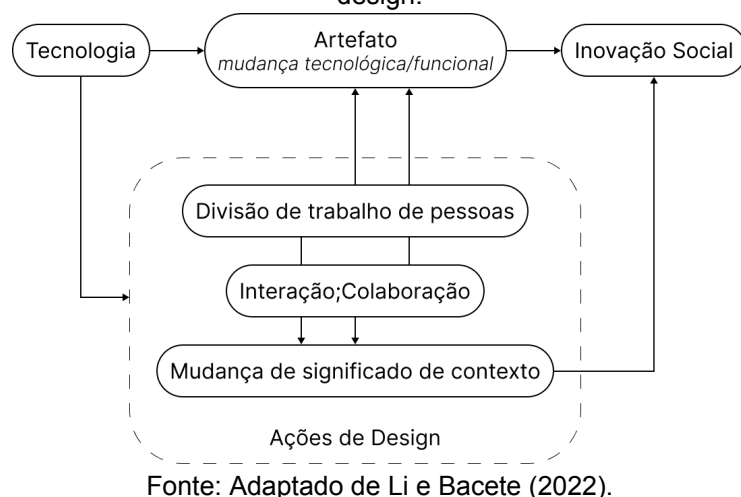 design.
Tecnologia
Artefato
mudança tecnológica/funcional
Inovação Social
Divisão de trabalho de pessoas
Interação;Colaboração
Mudança de significado de contexto
Ações de Design
Fonte: Adaptado de Li e Bacete (2022).